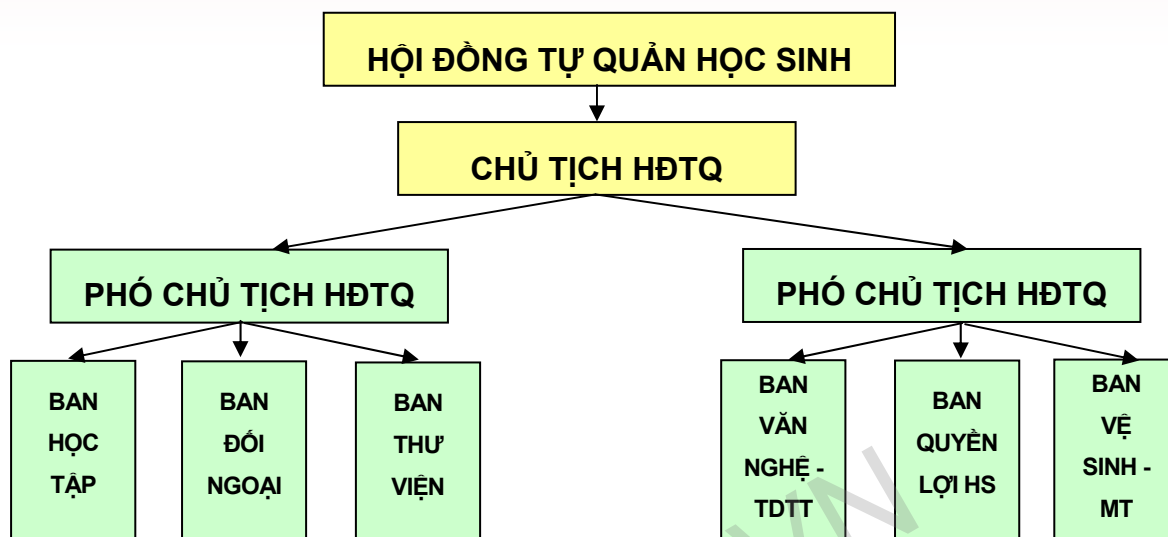 HỘI ĐỒNG TỰ QUẢN HỌC SINH
CHỦ TỊCH HĐTQ
PHÓ CHỦ TỊCH HĐTQ
PHÓ CHỦ TỊCH HĐTQ
BAN
HỌC
TẬP
BAN
ĐỐI
NGOẠI
BAN
THƯ
VIỆN
BAN
VĂN
NGHỆ -
TDTT
BAN
QUYỀN
LỢI HS
BAN
VỆ
SINH -
MT
VN